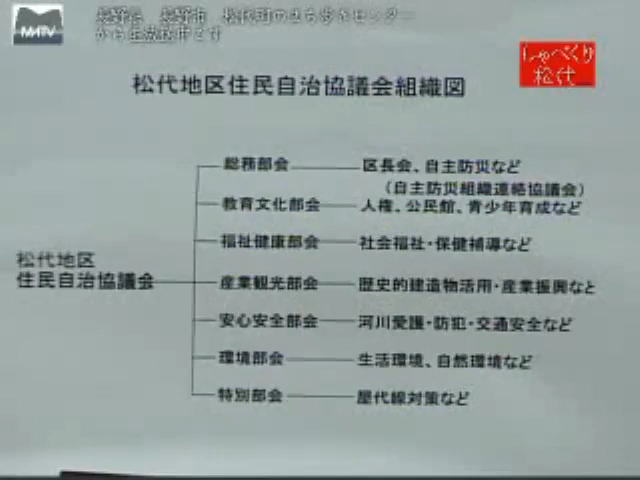 MATV
長野県 長野市 松代町のまち歩きセンター
から生放送中です
しゃべくり
松代
松代地区住民自治協議会組織図
総務部会 区長会、自主防災など
（自主防災組織連絡協議会）
教育文化部会 人権、公民館、青少年育成など
福祉健康部会 社会福祉・保健補導など
松代地区
住民自治協議会
産業観光部会 歴史的建造物活用・産業振興なと
安心安全部会 河川愛護・防犯・交通安全など
環境部会 生活環境、自然環境など
特別部会 屋代線対策など